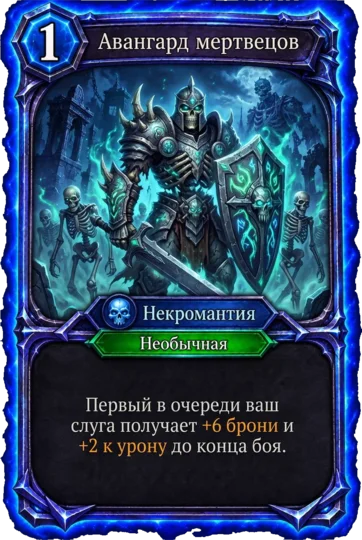 1
Авангард мертвецов
Некромантия
Необычная
Первый в очереди ваш
слуга получает +6 брони и
+2 к урону до конца боя.